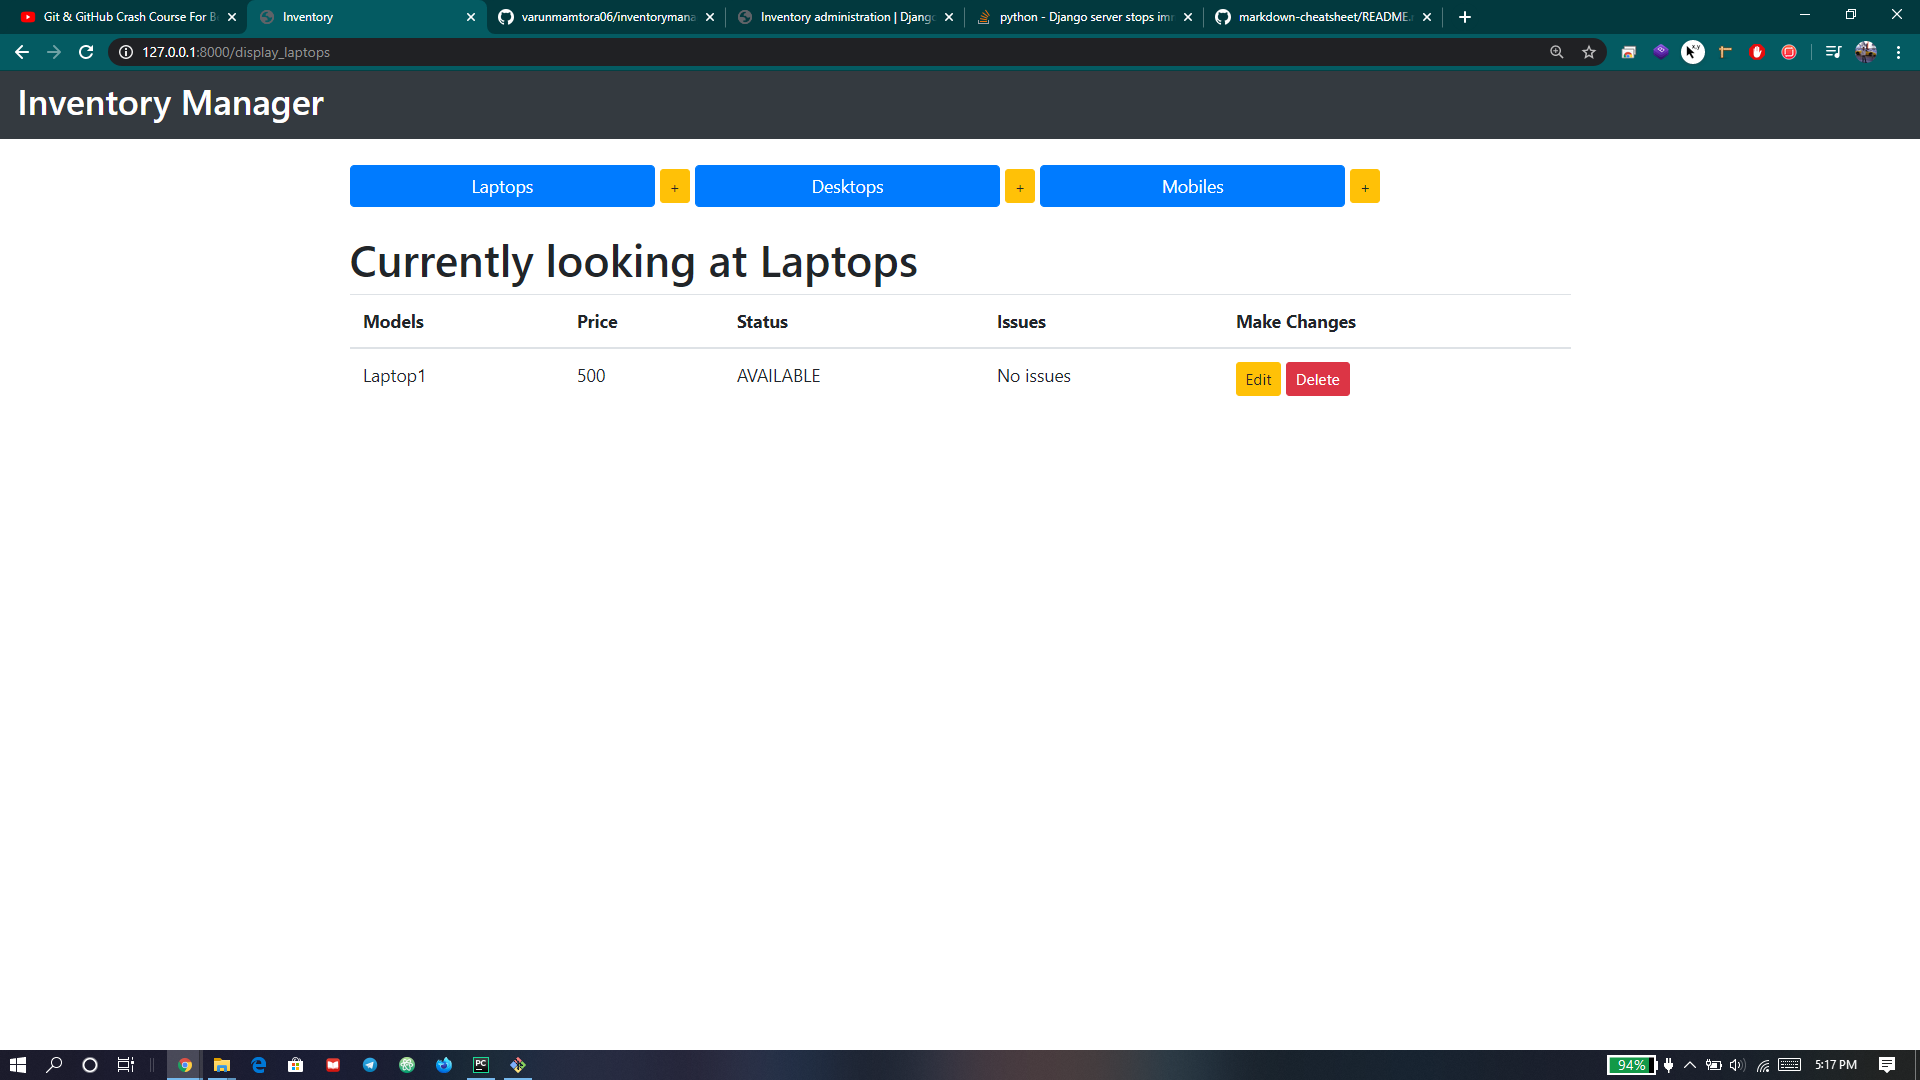 Git & GitHub Crash Course For B
Inventory
varunmamtora06/inventorymana
Inventory administration | Django
python - Django server stops imm
markdown-cheatsheet/README.
127.0.0.1:8000/display_laptops
Inventory Manager
Laptops + Desktops + Mobiles +
Currently looking at Laptops
Models Price Status Issues Make Changes
Laptop1 500 AVAILABLE No issues Edit Delete
94% 5:17 PM